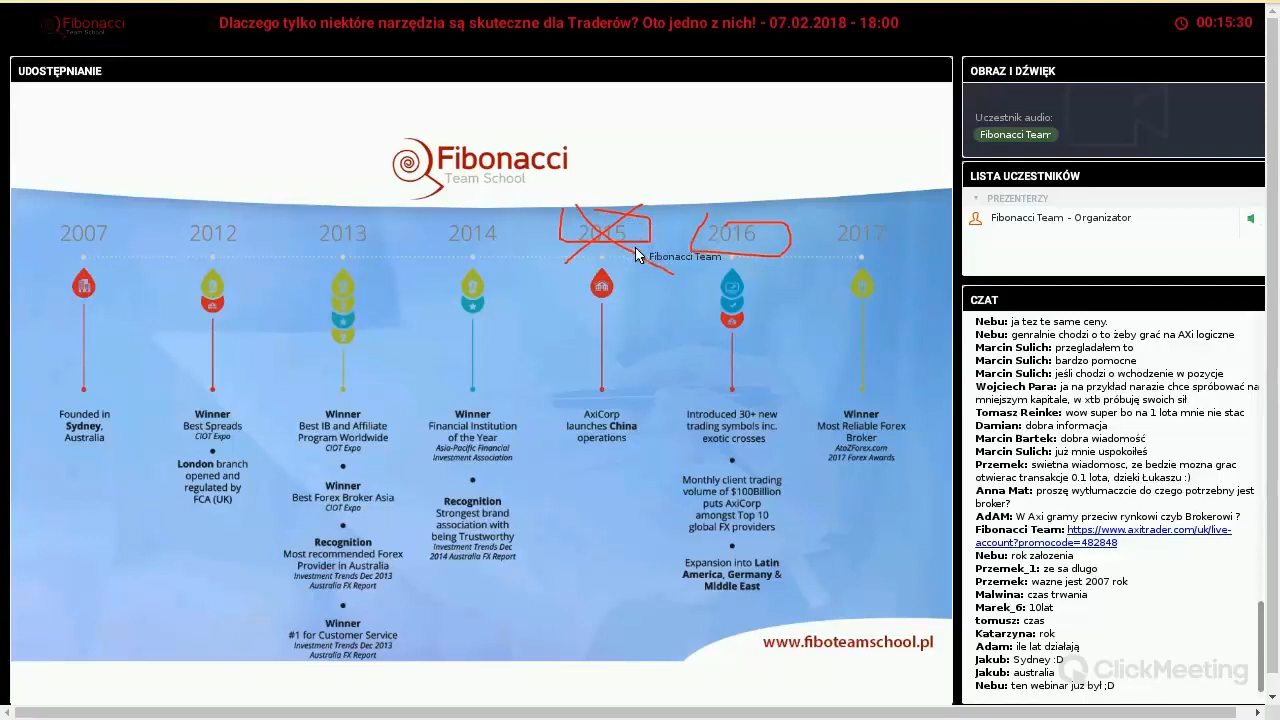 Fibonacci
Team School
Dlaczego tylko niektóre narzędzia są skuteczne dla Traderów? Oto jedno z nich! - 07.02.2018 - 18:00
00:15:30
UDOSTĘPNIANIE
Fibonacci
Team School
2007
2012
2013
2014
2015
2016
2017
Fibonacci Team
Founded in
Sydney,
Australia
Winner
Best Spreads
CIOT Expo
London branch
opened and
regulated by
FCA (UK)
Winner
Best IB and Affiliate
Program Worldwide
CIOT Expo
Winner
Best Forex Broker Asia
CIOT Expo
Recognition
Most recommended Forex
Provider in Australia
Investment Trends Dec 2013
Australia FX Report
Winner
#1 for Customer Service
Investment Trends Dec 2013
Australia FX Report
Winner
Financial Institution
of the Year
Asia-Pacific Financial
Investment Association
Recognition
Strongest brand
association with
being Trustworthy
Investment Trends Dec
2014 Australia FX Report
AxiCorp
launches China
operations
Introduced 30+ new
trading symbols inc.
exotic crosses
Monthly client trading
volume of $100Billion
puts AxiCorp
amongst Top 10
global FX providers
Expansion into Latin
America, Germany &
Middle East
Winner
Most Reliable Forex
Broker
AtoZForex.com
2017 Forex Awards
www.fiboteamschool.pl
OBRAZ I DŹWIĘK
Uczestnik audio:
Fibonacci Team
LISTA UCZESTNIKÓW
PREZENTERZY
Fibonacci Team - Organizator
CZAT
Nebu: ja tez te same ceny.
Nebu: genralnie chodzi o to żeby grać na AXi logiczne
Marcin Sulich: przegladałem to
Marcin Sulich: bardzo pomocne
Marcin Sulich: jeśli chodzi o wchodzenie w pozycje
Wojciech Para: ja na przykład narazie chce spróbować na
mniejszym kapitale, w xtb próbuję swoich sił
Tomasz Reinke: wow super bo na 1 lota mnie nie stac
Damian: dobra informacja
Marcin Bartek: dobra wiadomość
Marcin Sulich: już mnie uspokoiłeś
Przemek: swietna wiadomosc, ze bedzie mozna grac
otwierac transakcje 0.1 lota, dzieki Łukaszu :)
Anna Mat: proszę wytłumaczcie do czego potrzebny jest
broker?
AdAM: W Axi gramy przeciw rynkowi czyb Brokerowi ?
Fibonacci Team: https://www.axitrader.com/uk/live-
account?promocode=482848
Nebu: rok założenia
Przemek_1: ze sa dlugo
Przemek: wazne jest 2007 rok
Malwina: czas trwania
Marek_6: 10lat
tomusz: czas
Katarzyna: rok
Adam: ile lat działają
Jakub: Sydney :D
Jakub: australia
Nebu: ten webinar juz był ;D
ClickMeeting